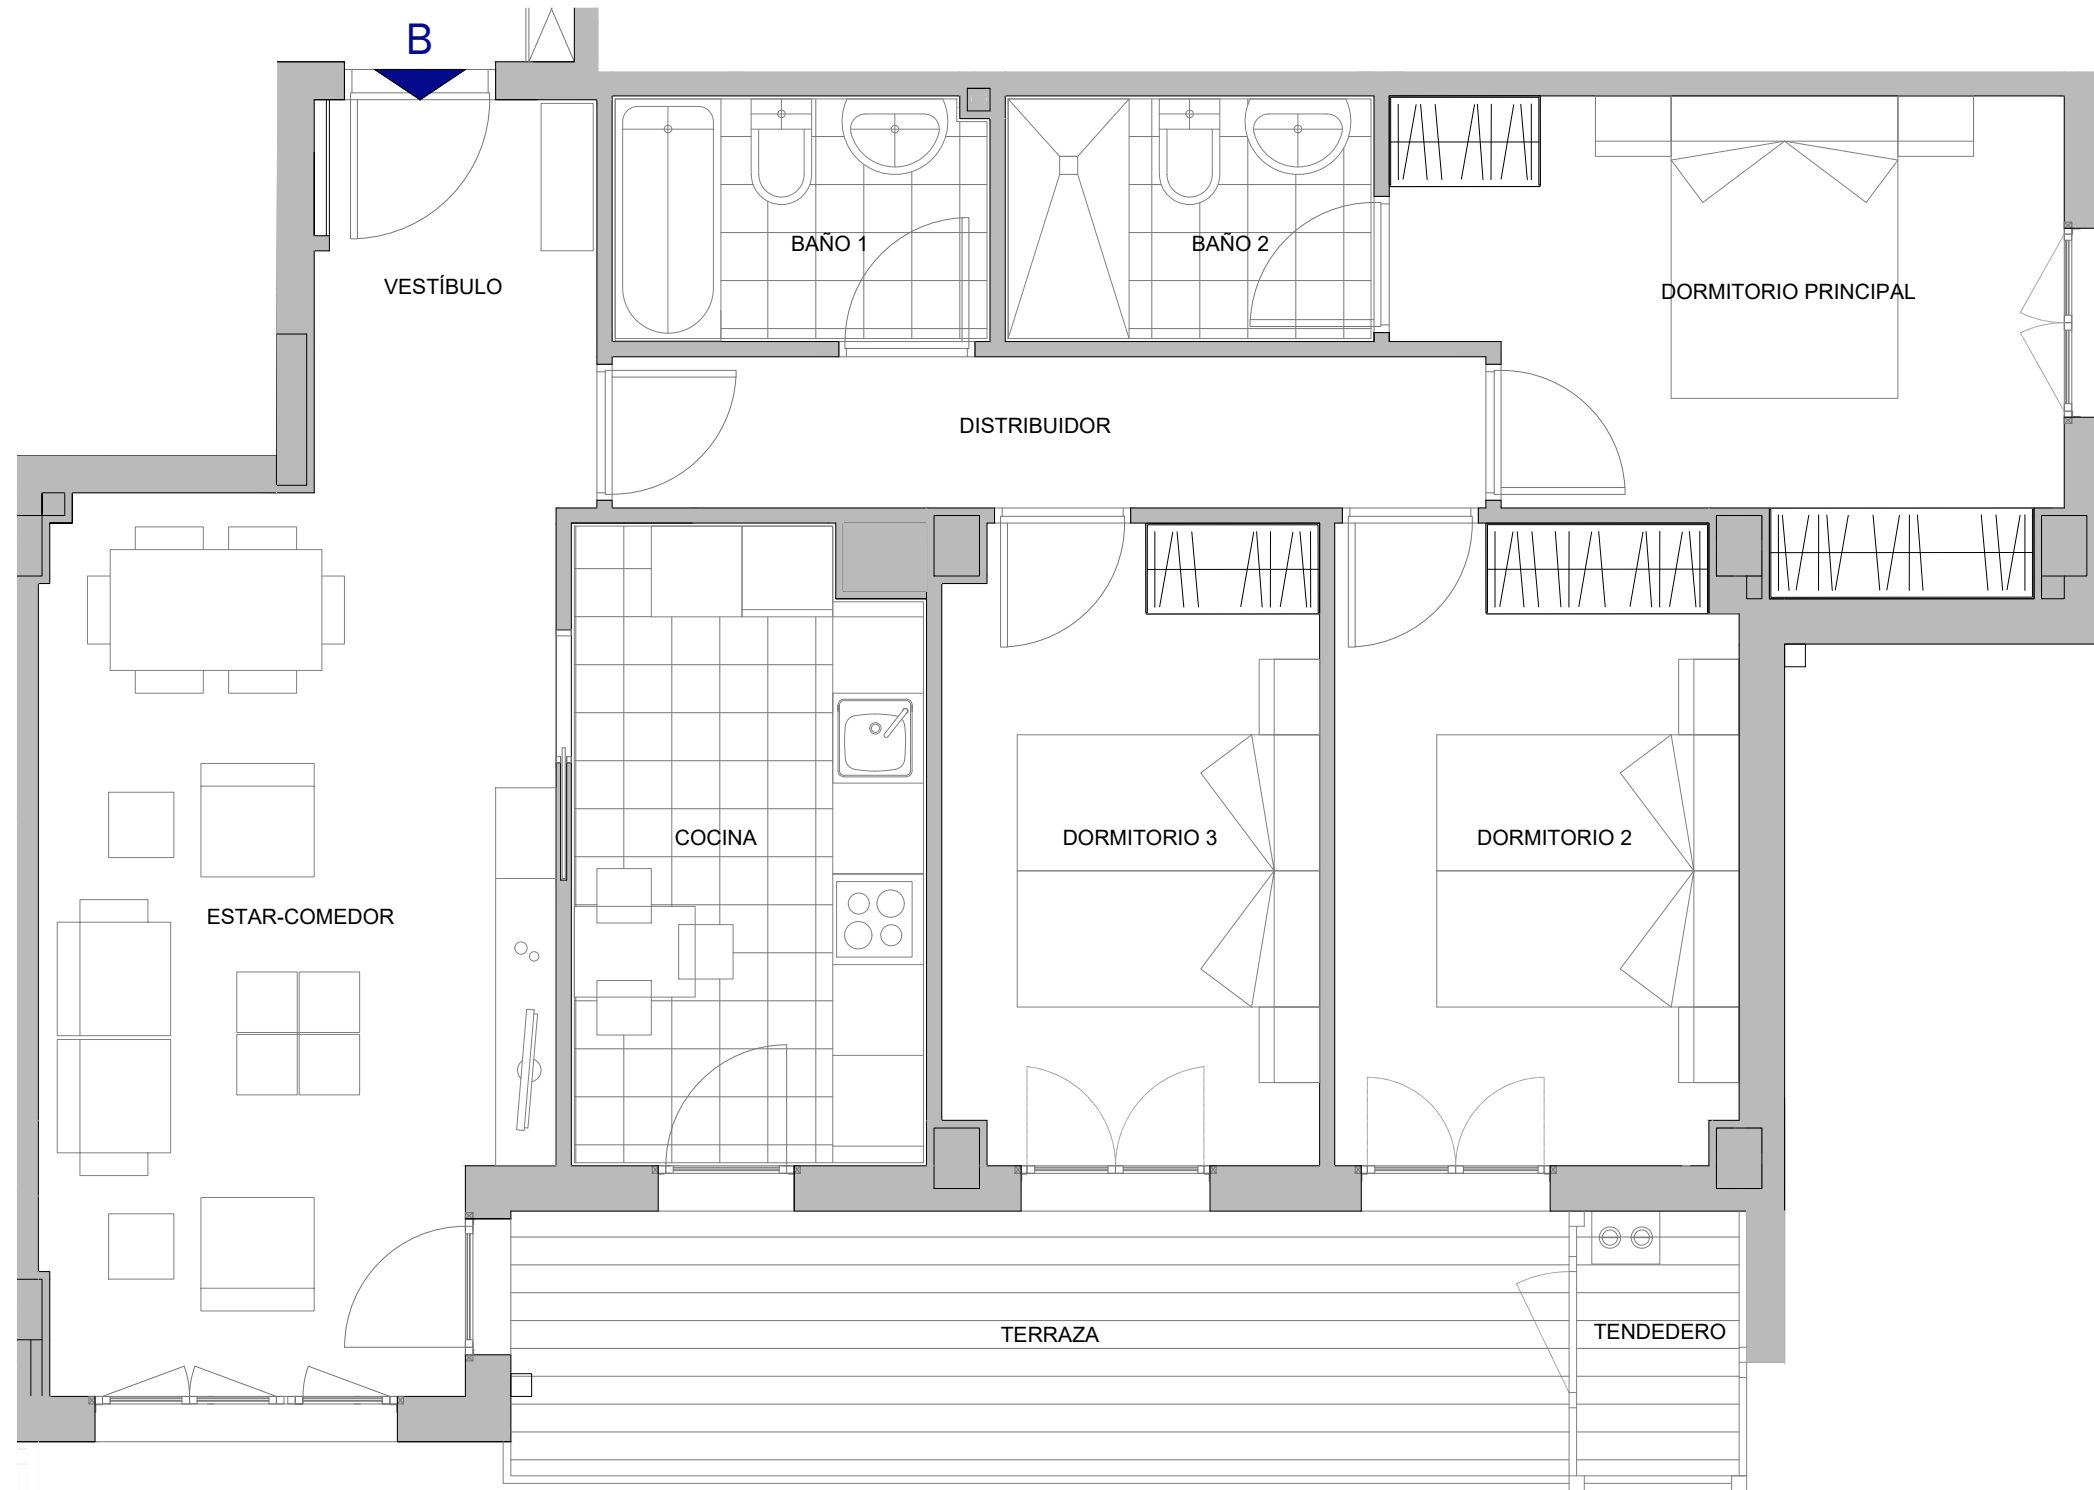 B
BAÑO 1
BAÑO 2
VESTÍBULO
DORMITORIO PRINCIPAL
DISTRIBUIDOR
COCINA
DORMITORIO 3
DORMITORIO 2
ESTAR-COMEDOR
TERRAZA
TENDEDERO